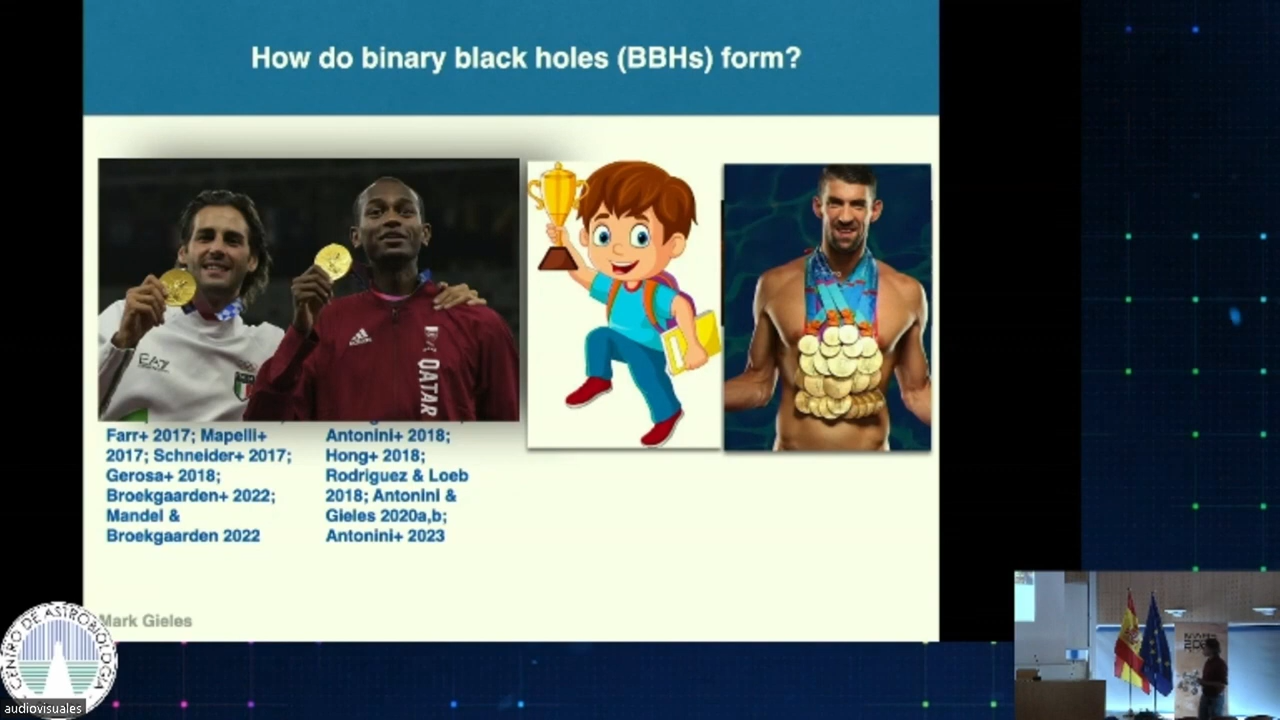 How do binary black holes (BBHs) form?
EA7
QATAR
Farr+ 2017; Mapelli+
2017; Schneider+ 2017;
Gerosa+ 2018;
Broekgaarden+ 2022;
Mandel &
Broekgaarden 2022
Antonini+ 2018;
Hong+ 2018;
Rodriguez & Loeb
2018; Antonini &
Gieles 2020a,b;
Antonini+ 2023
Mark Gieles
CENTRO DE ASTROBIOLOGÍA
audiovisuales